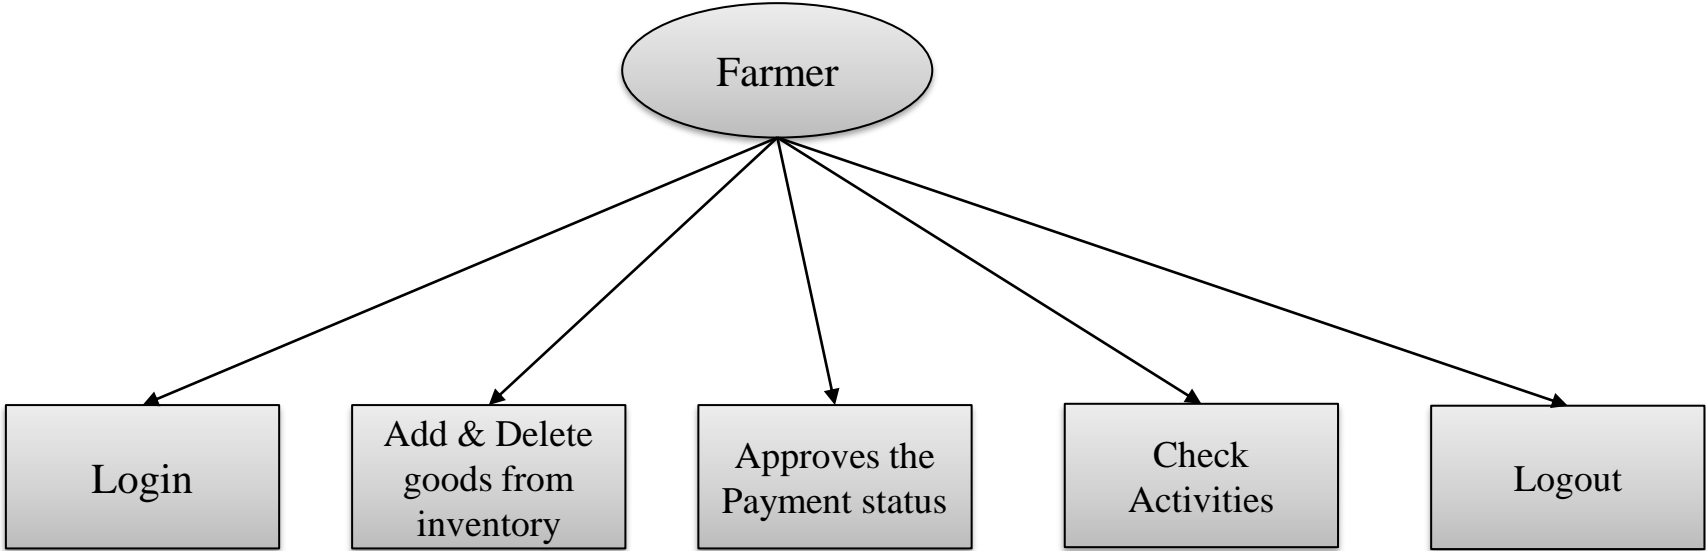 Farmer
Login
Add & Delete
goods from
inventory
Approves the
Payment status
Check
Activities
Logout